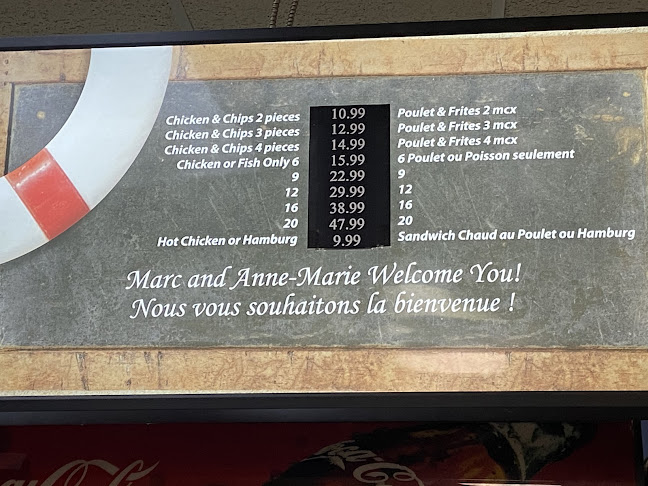 Chicken & Chips 2 pieces 10.99 Poulet & Frites 2 mcx
Chicken & Chips 3 pieces 12.99 Poulet & Frites 3 mcx
Chicken & Chips 4 pieces 14.99 Poulet & Frites 4 mcx
Chicken or Fish Only 6 15.99 6 Poulet ou Poisson seulement
9 22.99 9
12 29.99 12
16 38.99 16
20 47.99 20
Hot Chicken or Hamburg 9.99 Sandwich Chaud au Poulet ou Hamburg
Marc and Anne-Marie Welcome You!
Nous vous souhaitons la bienvenue !